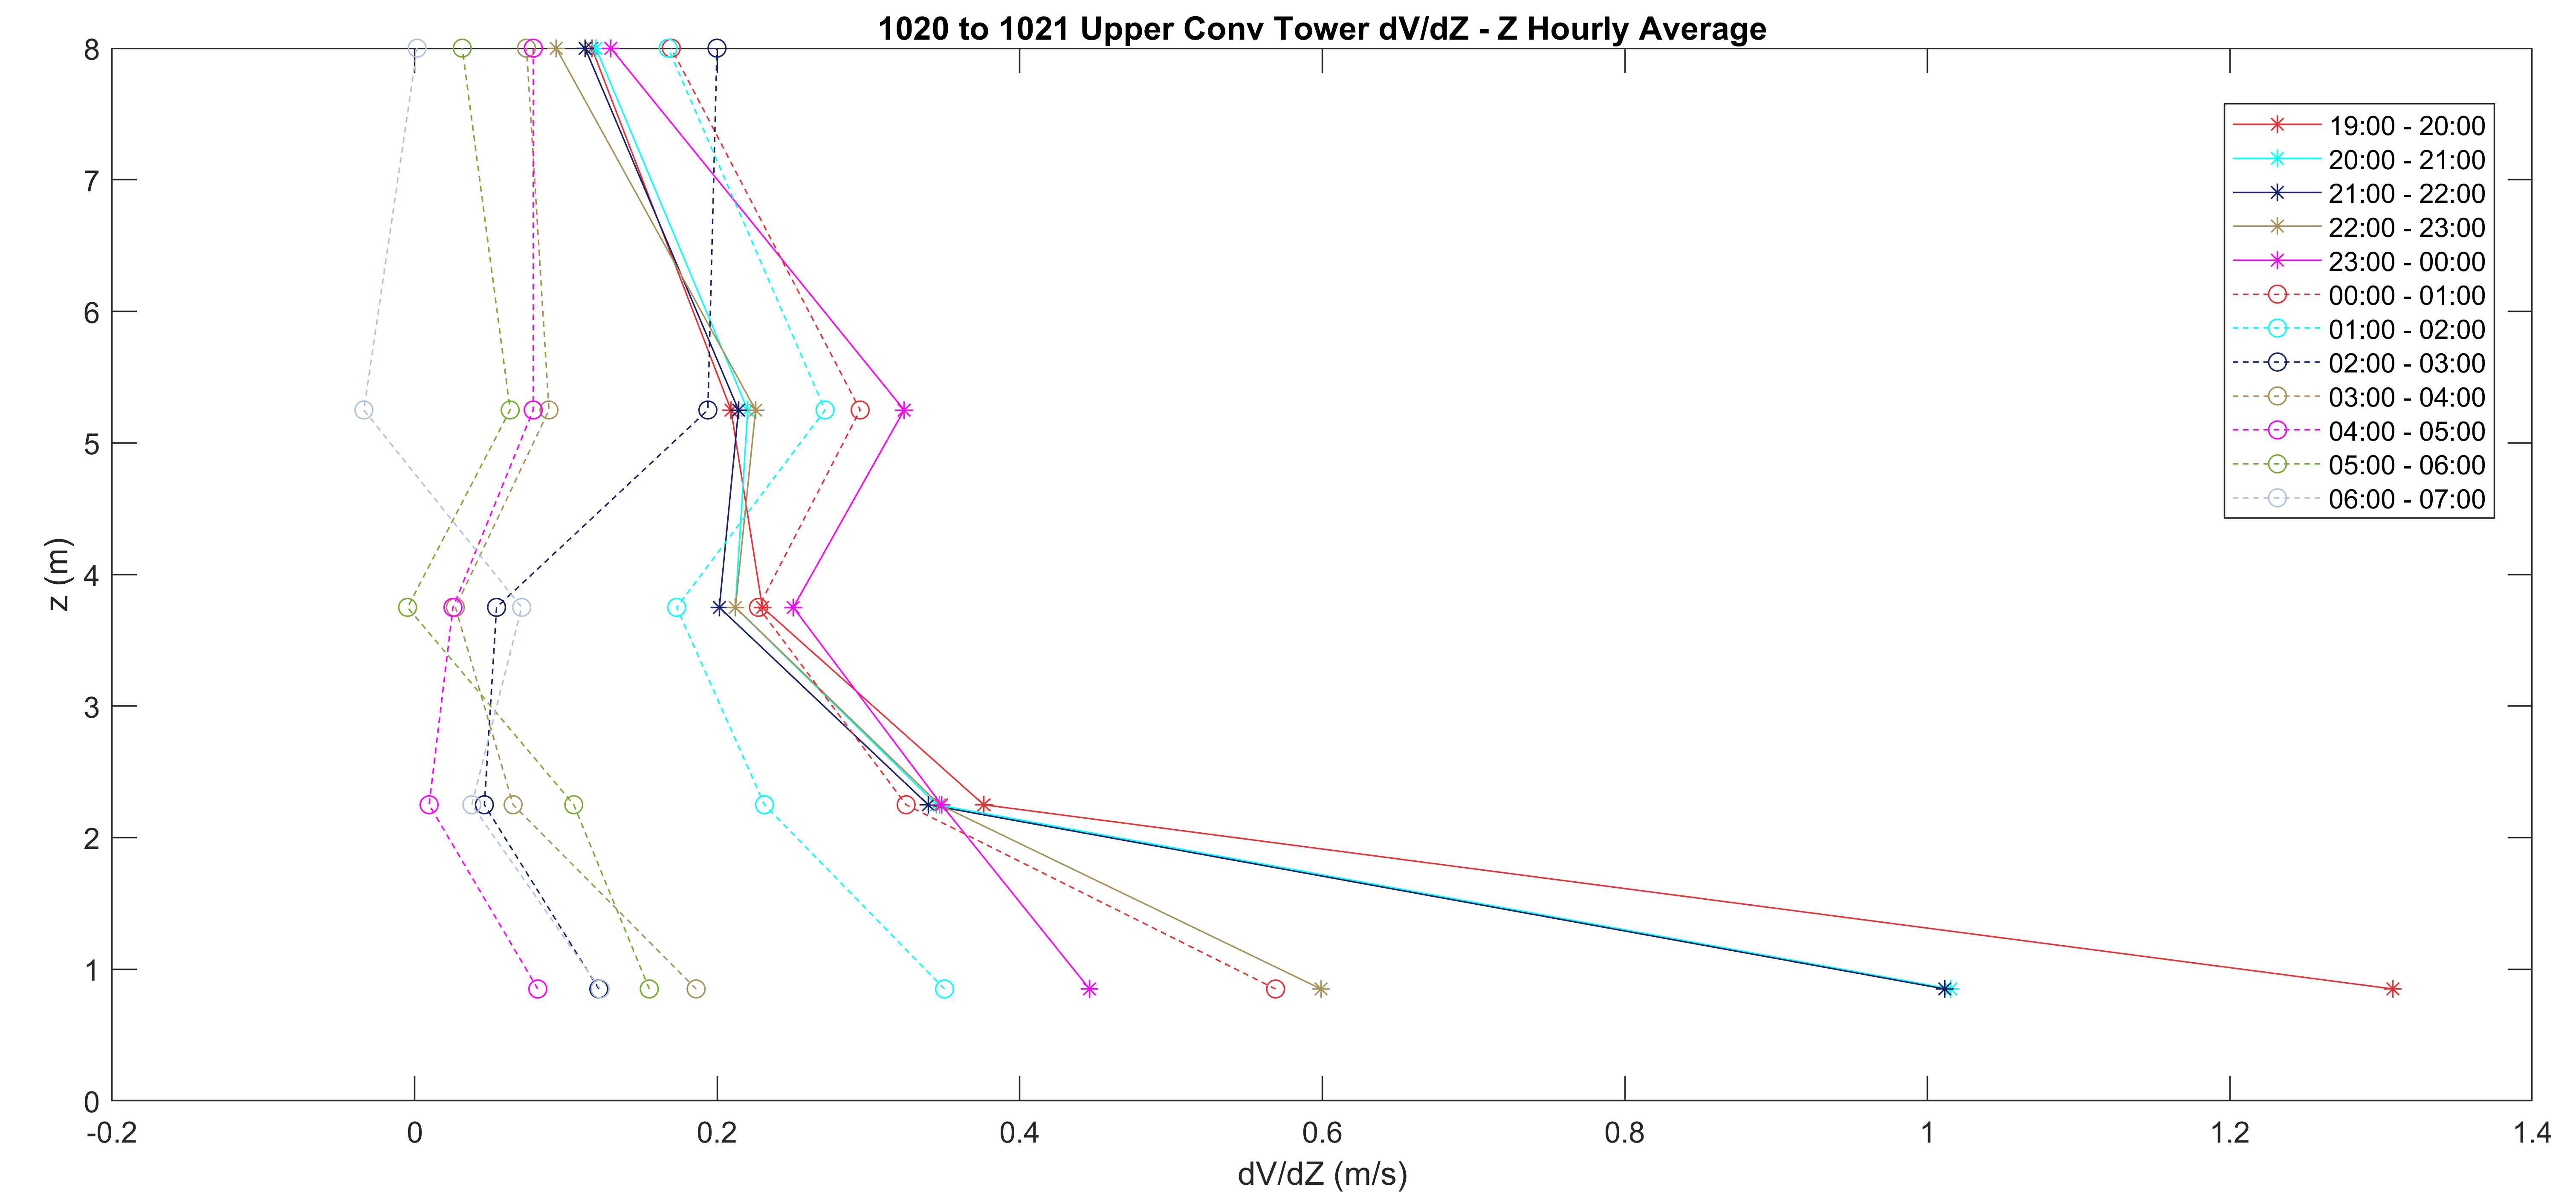 1020 to 1021 Upper Conv Tower dV/dZ - Z Hourly Average
8
7
6
5
4
3
2
1
0
z (m)
19:00 - 20:00
20:00 - 21:00
21:00 - 22:00
22:00 - 23:00
23:00 - 00:00
00:00 - 01:00
01:00 - 02:00
02:00 - 03:00
03:00 - 04:00
04:00 - 05:00
05:00 - 06:00
06:00 - 07:00
-0.2 0 0.2 0.4 0.6 0.8 1 1.2 1.4
dV/dZ (m/s)